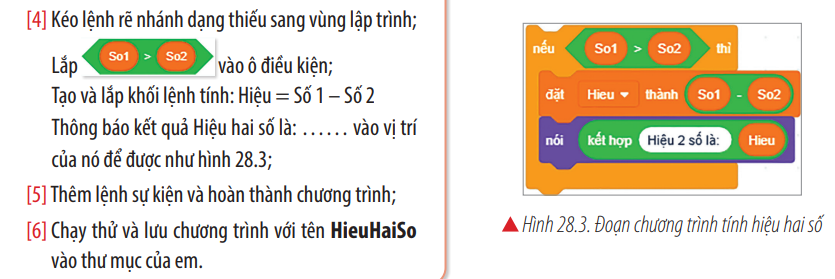 [4] Kéo lệnh rẽ nhánh dạng thiếu sang vùng lập trình;
Lắp So1 > So2 vào ô điều kiện;
Tạo và lắp khối lệnh tính: Hiệu = Số 1 – Số 2
Thông báo kết quả Hiệu hai số là: …… vào vị trí
của nó để được như hình 28.3;
[5] Thêm lệnh sự kiện và hoàn thành chương trình;
[6] Chạy thử và lưu chương trình với tên HieuHaiSo
vào thư mục của em.
nếu So1 > So2 thì
đặt Hieu thành So1 - So2
nói kết hợp Hiệu 2 số là: Hieu
▲ Hình 28.3. Đoạn chương trình tính hiệu hai số